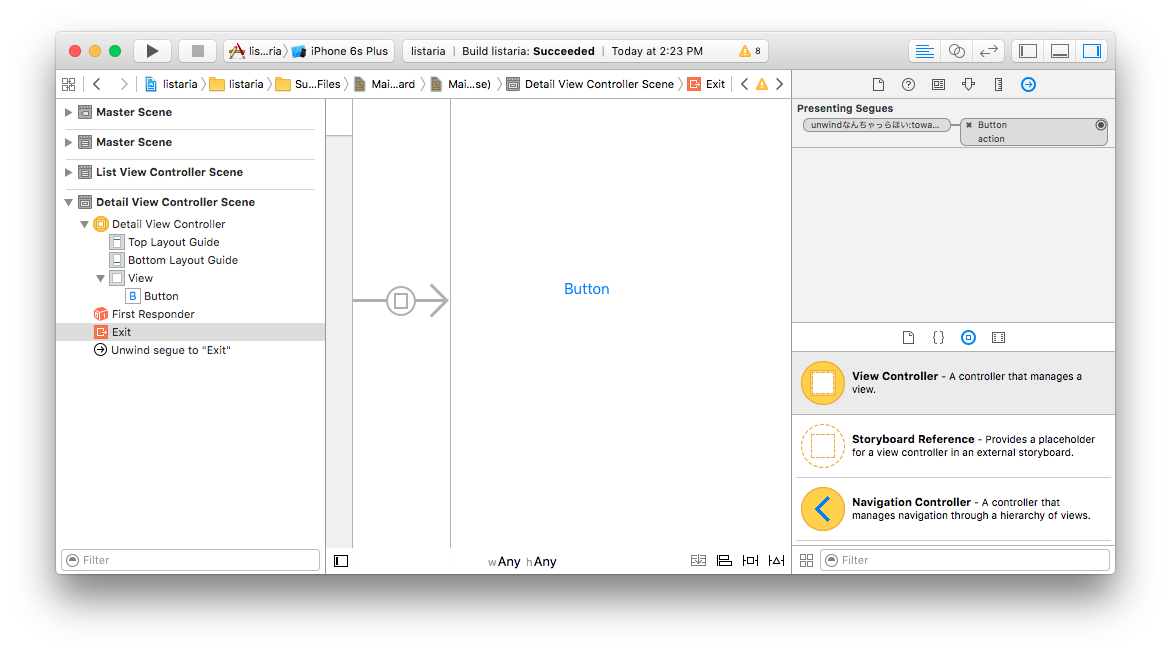 lis...ria iPhone 6s Plus
listaria | Build listaria: Succeeded | Today at 2:23 PM 8
listaria listaria Su...Files Mai...ard Mai...se) Detail View Controller Scene Exit
Master Scene
Master Scene
List View Controller Scene
Detail View Controller Scene
Detail View Controller
Top Layout Guide
Bottom Layout Guide
View
B Button
First Responder
Exit
Unwind segue to "Exit"
Filter
Button
wAny hAny
Presenting Segues
unwindなんちゃっらほい:towa... Button
action
{}
View Controller - A controller that manages a
view.
Storyboard Reference - Provides a placeholder
for a view controller in an external storyboard.
Navigation Controller - A controller that
manages navigation through a hierarchy of views.
Filter